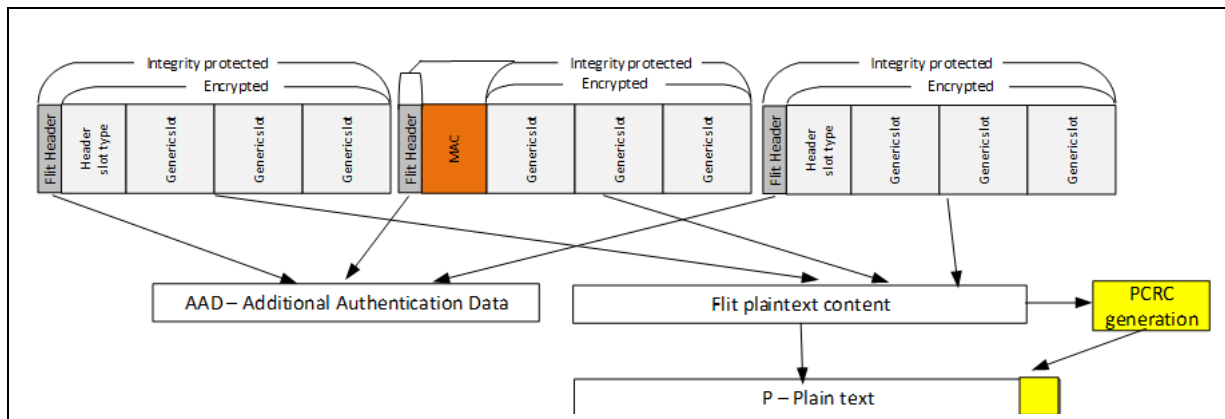 Integrity protected
Encrypted
Flit Header
Header
slot type
Generic slot
Generic slot
Generic slot
Integrity protected
Encrypted
Flit Header
MAC
Generic slot
Generic slot
Generic slot
Integrity protected
Encrypted
Flit Header
Header
slot type
Generic slot
Generic slot
Generic slot
AAD – Additional Authentication Data
Flit plaintext content
PCRC
generation
P – Plain text